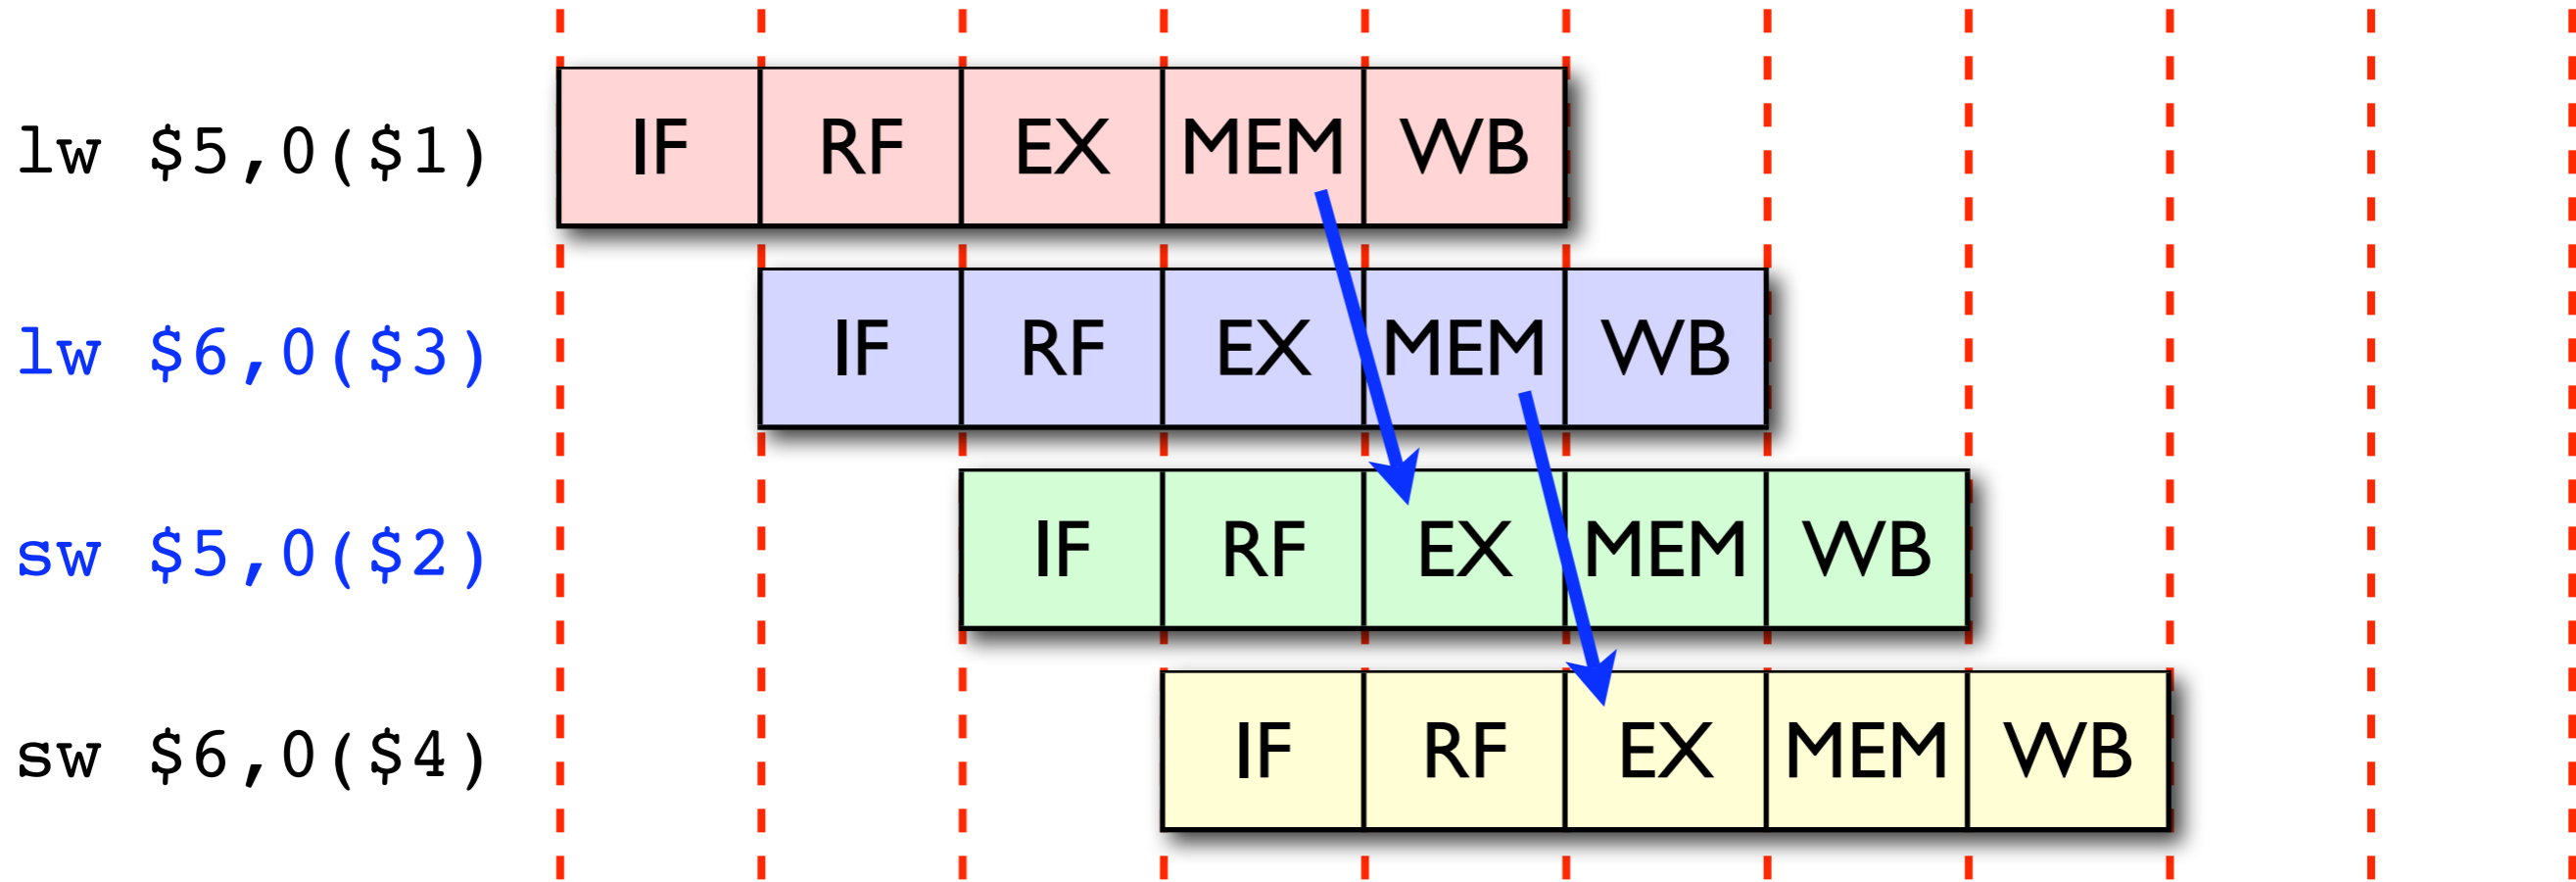 lw $5,0($1) IF RF EX MEM WB
lw $6,0($3) IF RF EX MEM WB
sw $5,0($2) IF RF EX MEM WB
sw $6,0($4) IF RF EX MEM WB